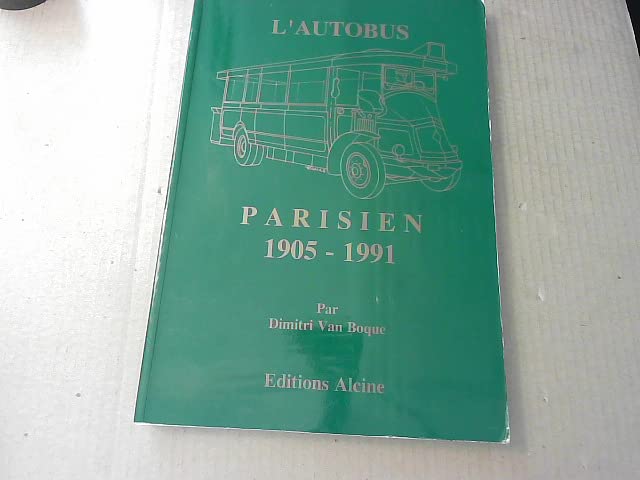 L'AUTOBUS
PARISIEN
1905 - 1991
Par
Dimitri Van Boque
Editions Alcine